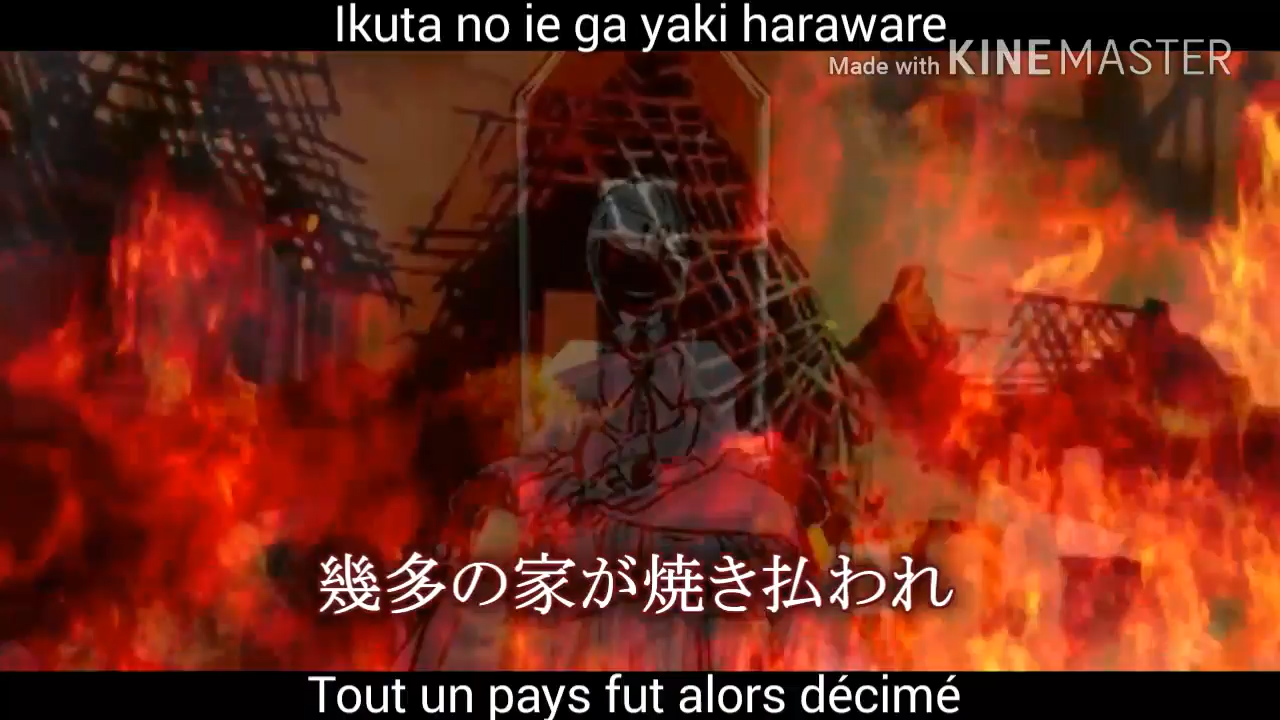 Ikuta no ie ga yaki haraware
Made with KINEMASTER
幾多の家が焼き払われ
Tout un pays fut alors décimé